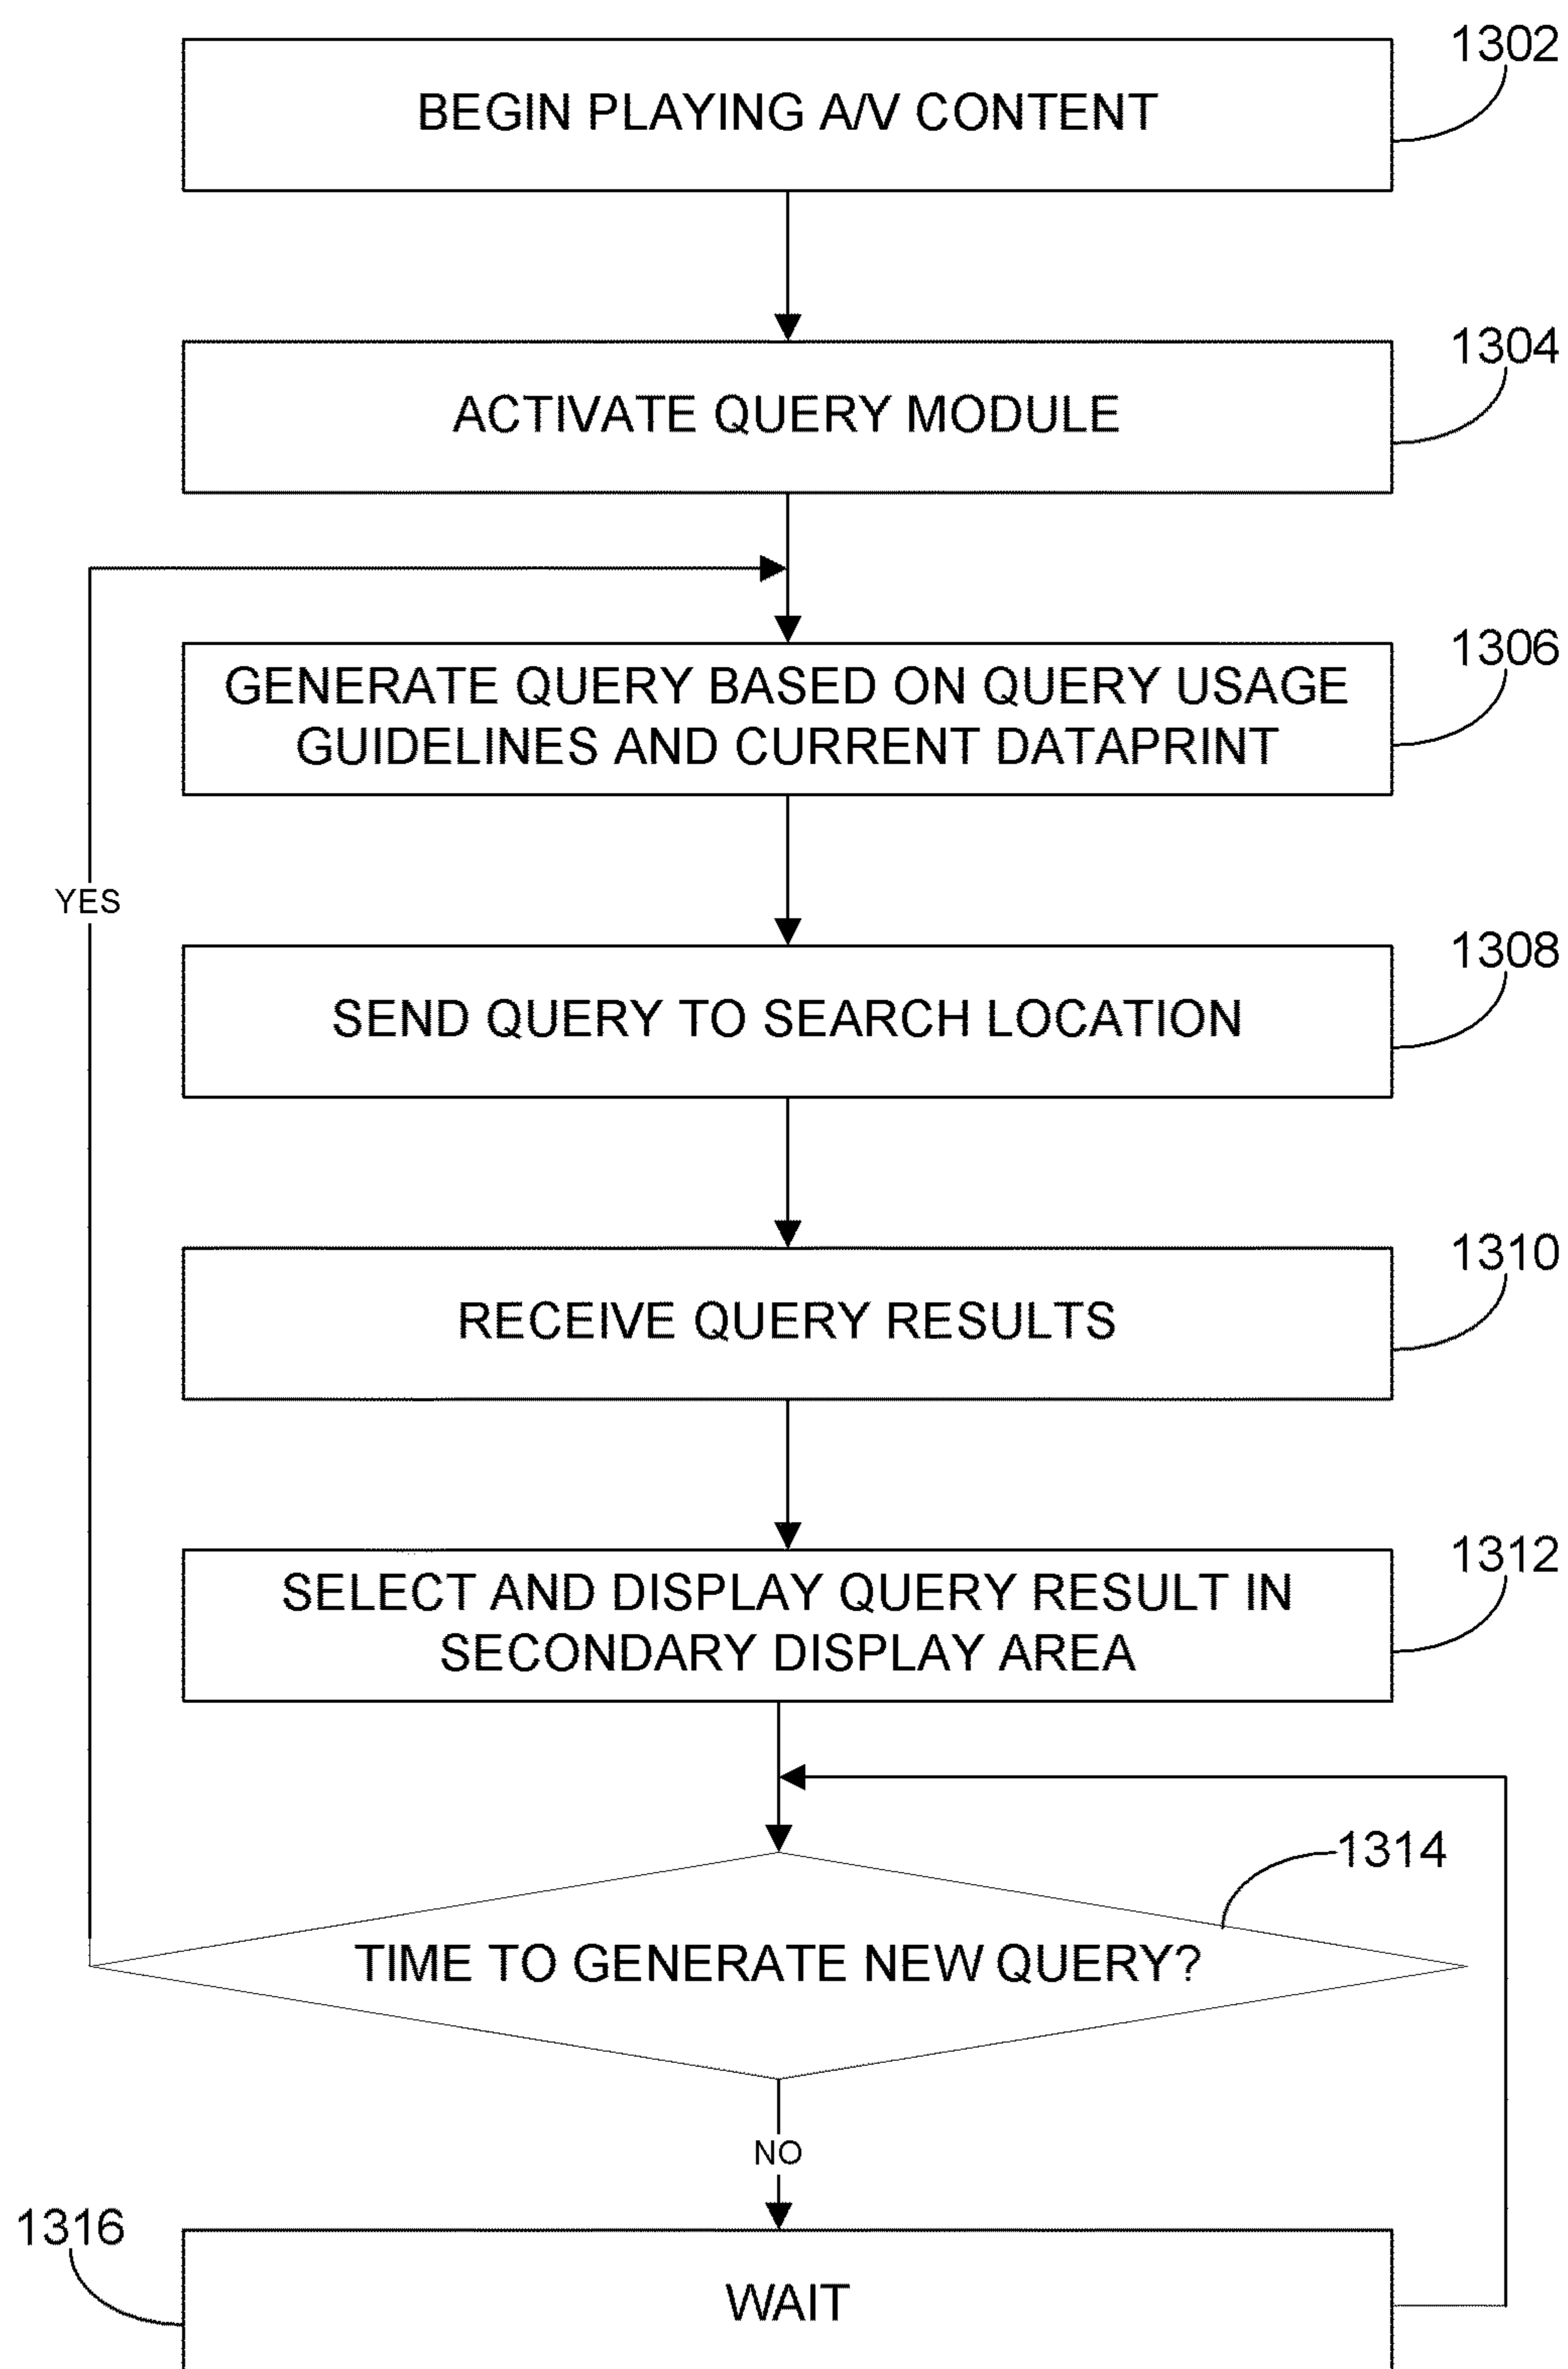 1302
BEGIN PLAYING A/V CONTENT
1304
ACTIVATE QUERY MODULE
1306
GENERATE QUERY BASED ON QUERY USAGE
GUIDELINES AND CURRENT DATAPRINT
YES
1308
SEND QUERY TO SEARCH LOCATION
1310
RECEIVE QUERY RESULTS
1312
SELECT AND DISPLAY QUERY RESULT IN
SECONDARY DISPLAY AREA
1314
TIME TO GENERATE NEW QUERY?
NO
1316
WAIT